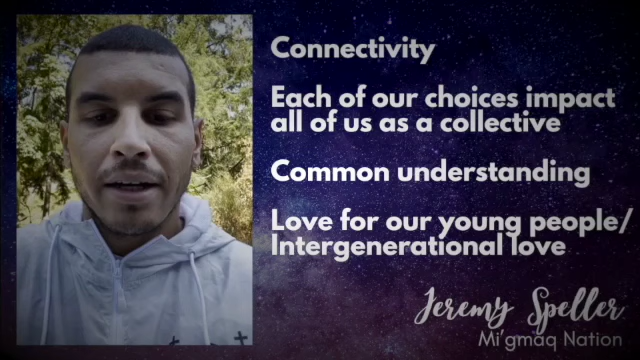 Connectivity
Each of our choices impact
all of us as a collective
Common understanding
Love for our young people/
Intergenerational love
Jeremy Speller
Mi'gmaq Nation